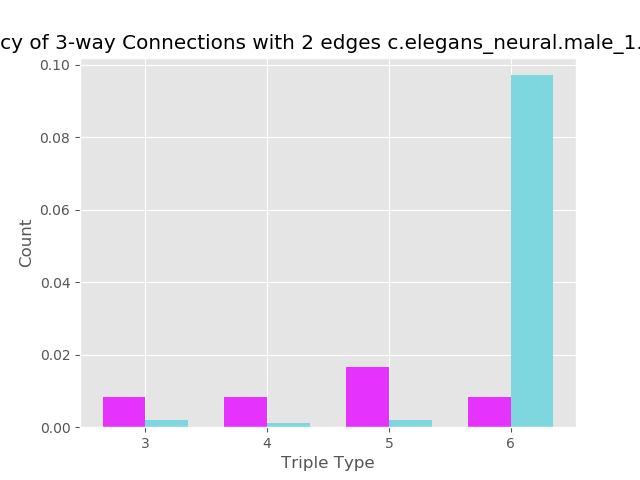 cy of 3-way Connections with 2 edges c.elegans_neural.male_1.
0.10
0.08
0.06
0.04
0.02
0.00
Count
3 4 5 6
Triple Type